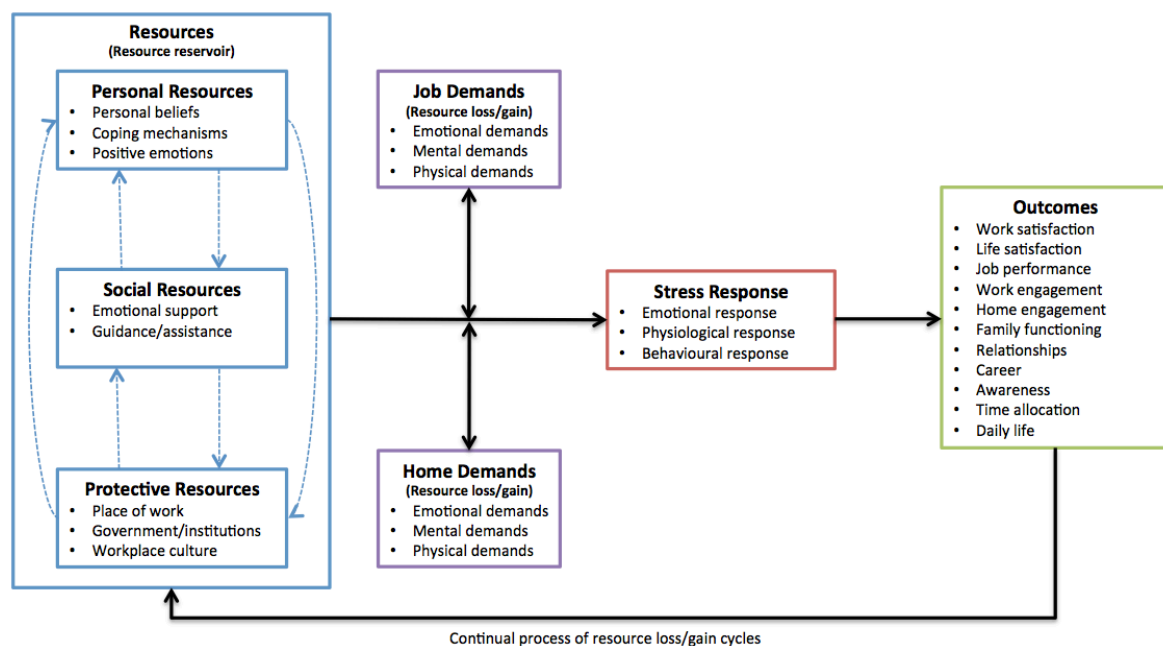 Resources
(Resource reservoir)
Personal Resources
• Personal beliefs
• Coping mechanisms
• Positive emotions
Social Resources
• Emotional support
• Guidance/assistance
Protective Resources
• Place of work
• Government/institutions
• Workplace culture
Job Demands
(Resource loss/gain)
• Emotional demands
• Mental demands
• Physical demands
Home Demands
(Resource loss/gain)
• Emotional demands
• Mental demands
• Physical demands
Stress Response
• Emotional response
• Physiological response
• Behavioural response
Outcomes
• Work satisfaction
• Life satisfaction
• Job performance
• Work engagement
• Home engagement
• Family functioning
• Relationships
• Career
• Awareness
• Time allocation
• Daily life
Continual process of resource loss/gain cycles